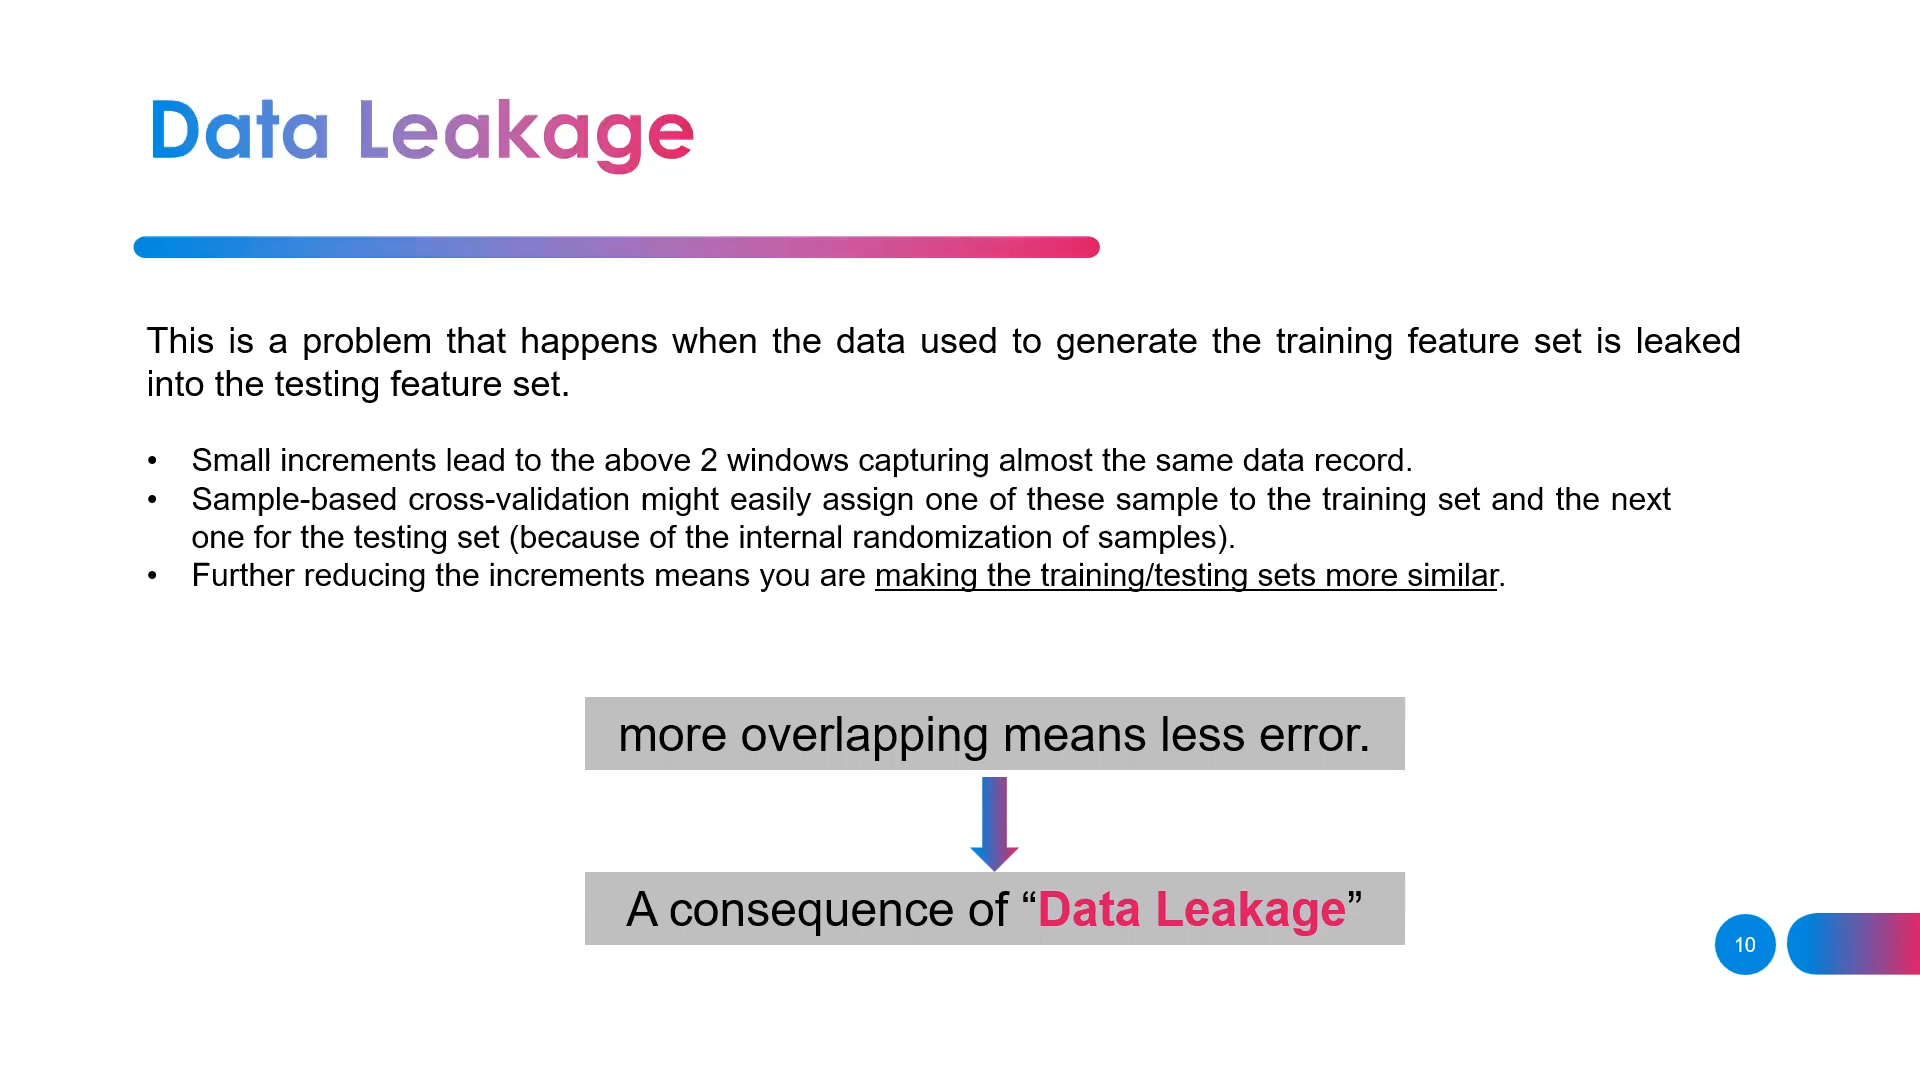 Data Leakage
This is a problem that happens when the data used to generate the training feature set is leaked
into the testing feature set.
• Small increments lead to the above 2 windows capturing almost the same data record.
• Sample-based cross-validation might easily assign one of these sample to the training set and the next
one for the testing set (because of the internal randomization of samples).
• Further reducing the increments means you are making the training/testing sets more similar.
more overlapping means less error.
A consequence of “Data Leakage”
10